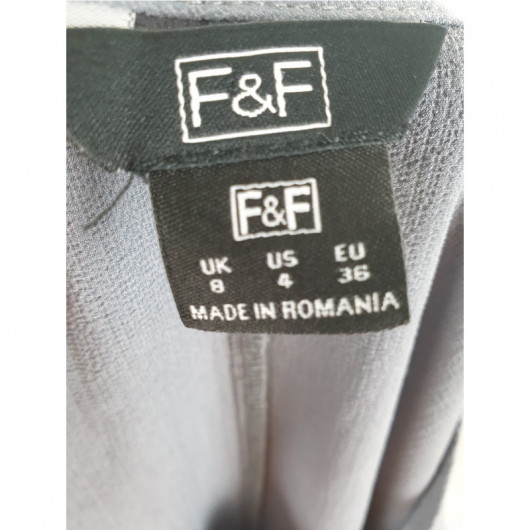 F&F
F&F
UK US EU
8 4 36
MADE IN ROMANIA